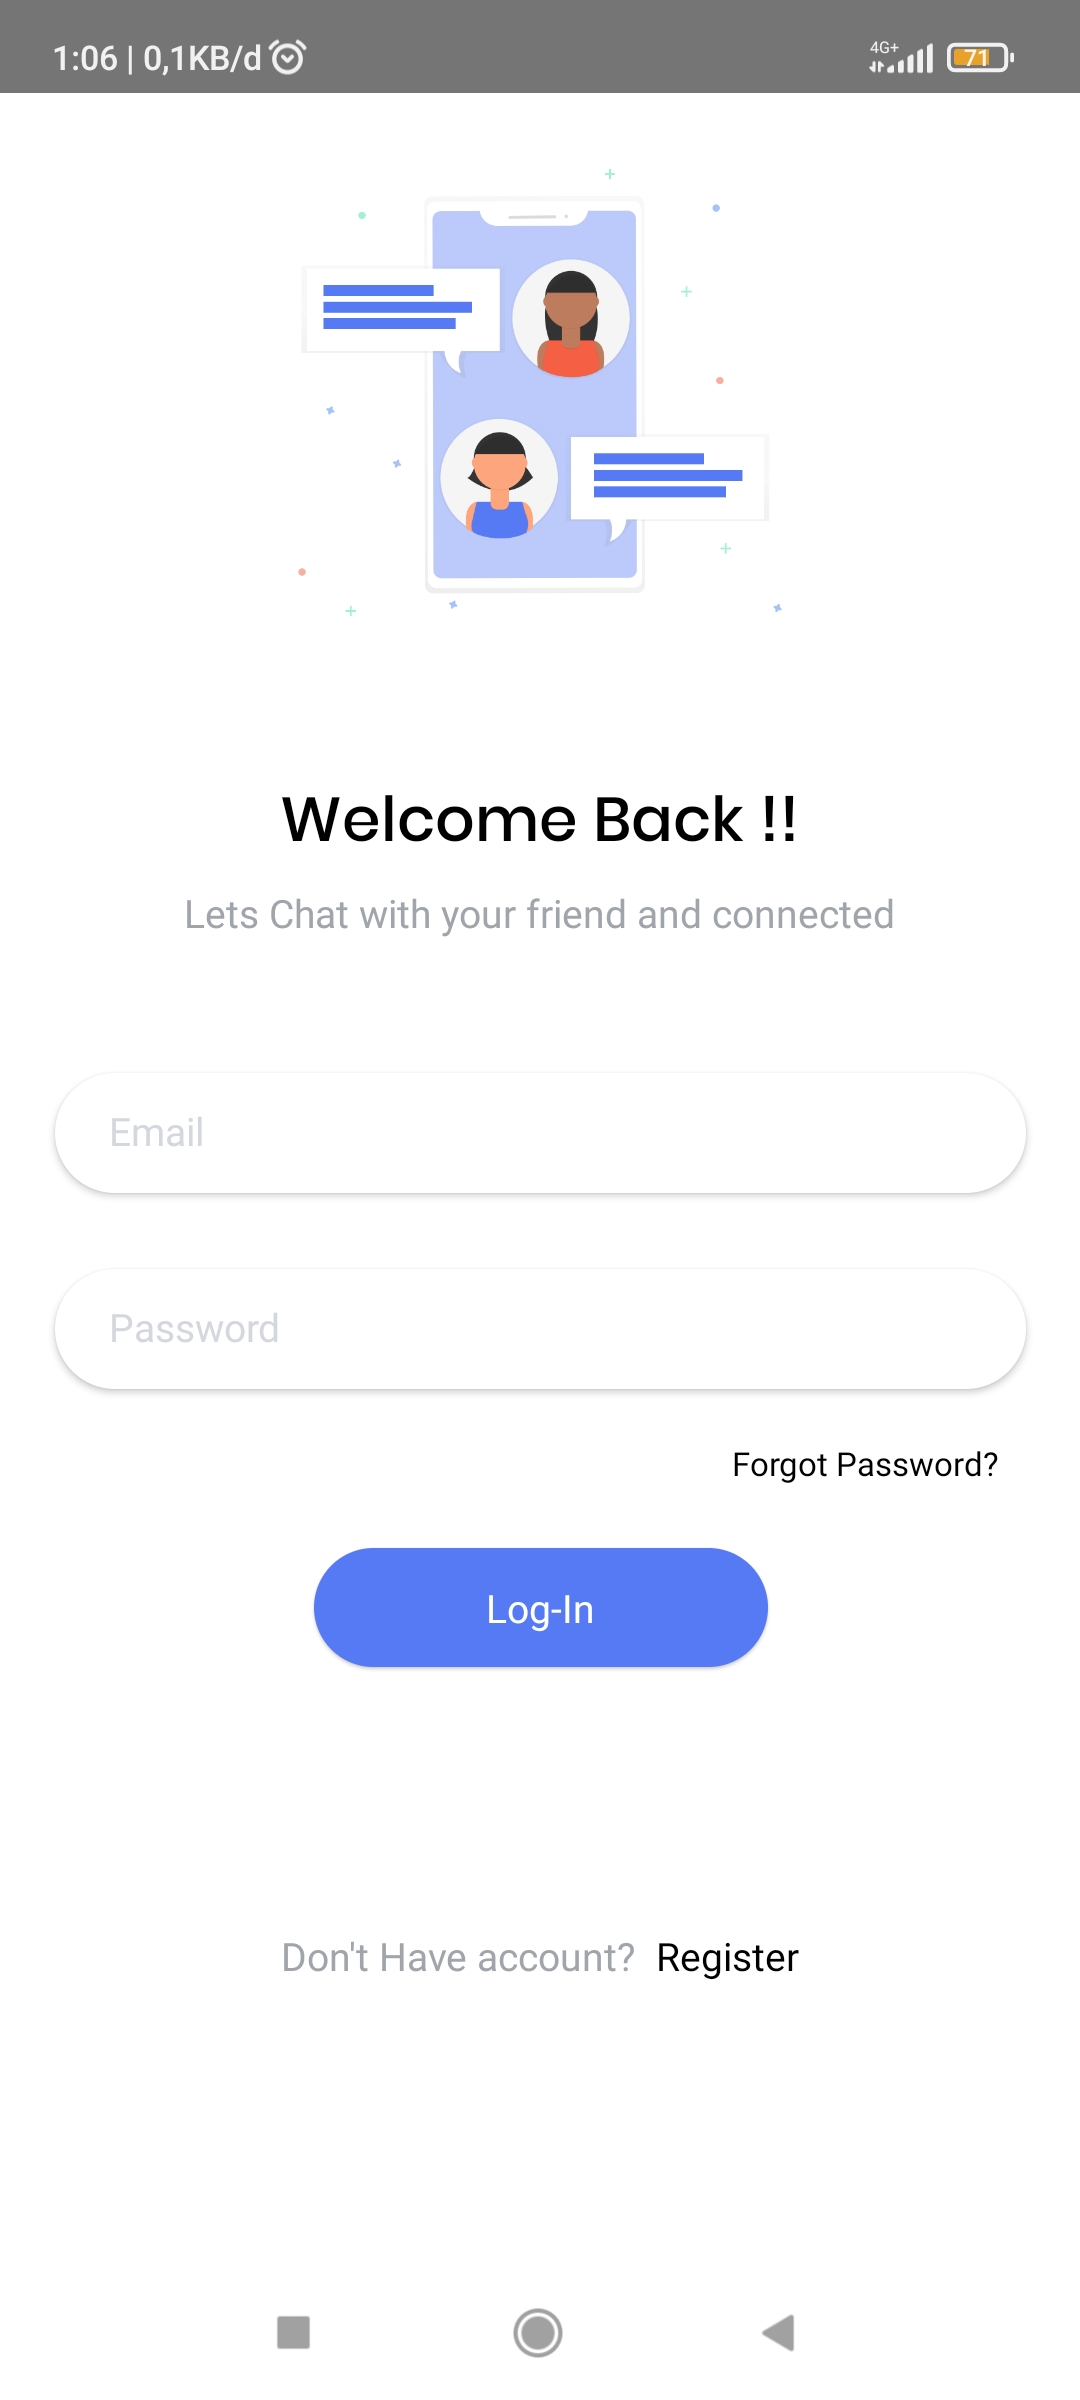 1:06 | 0,1KB/d
4G+
71
Welcome Back !!
Lets Chat with your friend and connected
Email
Password
Forgot Password?
Log-In
Don't Have account? Register